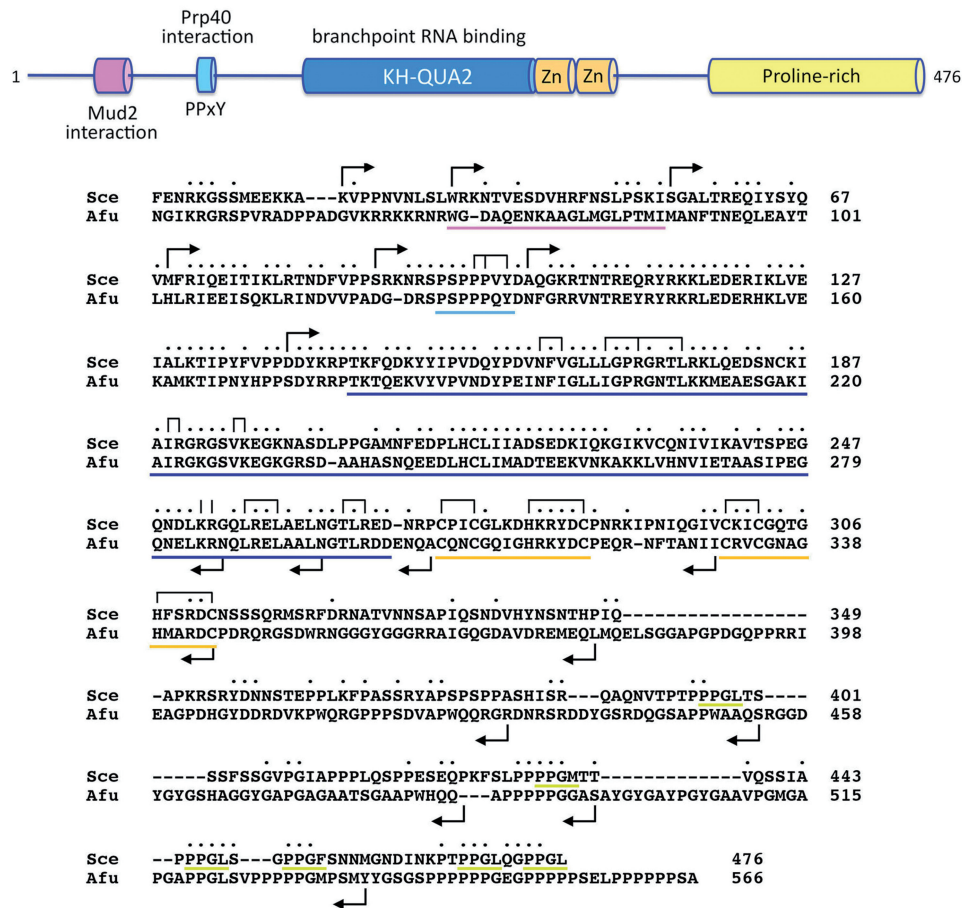 Prp40
interaction
branchpoint RNA binding
1
KH-QUA2
Zn
Zn
Proline-rich
476
Mud2
interaction
PPxY
Sce FENRKGSSMEEKKA---KVPPNVNLSLWRKNTVESDVHRFNSLPSKISGALTREQIYSYQ 67
Afu NGIKRGRSPVRADPPADGVKRRKKRNRWG-DAQENKAAGLMGLPTMIMANFTNEQLEAYT 101
Sce VMFRIQEITIKLRTNDFVPPSRKNRSPSPPPVYDAQGKRTNTREQRYRKKLEDERIKLVE 127
Afu LHLRIEEISQKLRINDVVPADG-DRSPSPPPQYDNFGRRVNTREYRYRKRLEDERHKLVE 160
Sce IALKTIPYFVPPDDYKRPTKFQDKYYIPVDQYPDVNFVGLLLGPRGRTLRKLQEDSNCKI 187
Afu KAMKTIPNYHPPSDYRRPTKTQEKVYVPVNDYPEINFIGLLIGPRGNTLKKMEAESGAKI 220
Sce AIRGRGSVKEGKNASDLPPGAMNFEDPLHCLIIADSEDKIQKGIKVCQNIVIKAVTSPEG 247
Afu AIRGKGSVKEGKGRSD-AAHASNQEEDLHCLIMADTEEKVNKAKKLVHNVIETAASIPEG 279
Sce QNDLKRGQLRELAELNGTLRED-NRPCPICGLKDHKRYDCPNRKIPNIQGIVCKICGQTG 306
Afu QNELKRNQLRELAALNGTLRDDENQACQNCGQIGHRKYDCPEQR-NFTANIICRVCGNAG 338
Sce HFSRDCNSSSQRMSRFDRNATVNNSAPIQSNDVHYNSNTHPIQ----------------- 349
Afu HMARDCPDRQRGSDWRNGGGYGGGRRAIGQGDAVDREMEQLMQELSGGAPGPDGQPPRRI 398
Sce -APKRSRYDNNSTEPPLKFPASSRYAPSPSPPASHISR---QAQNVTPTPPPGLTS---- 401
Afu EAGPDHGYDDRDVKPWQRGPPPSDVAPWQQRGRDNRSRDDYGSRDQGSAPPWAAQSRGGD 458
Sce -----SSFSSGVPGIAPPPLQSPPESEQPKFSLPPPPPGMTT-------------VQSSIA 443
Afu YGYGSHAGGYGAPGAGAATSGAAPWHQQ---APPPPPPGGASAYGYGAYPGYGAAVPGMGA 515
Sce --PPPPGLS---GPPPGFSNNMGNDINKPTPPGLQGPPGL 476
Afu PGAPPGLSVPPPPPPGMPSMYYGSGSPPPPPPGEGPPPPPSELPPPPPPSA 566